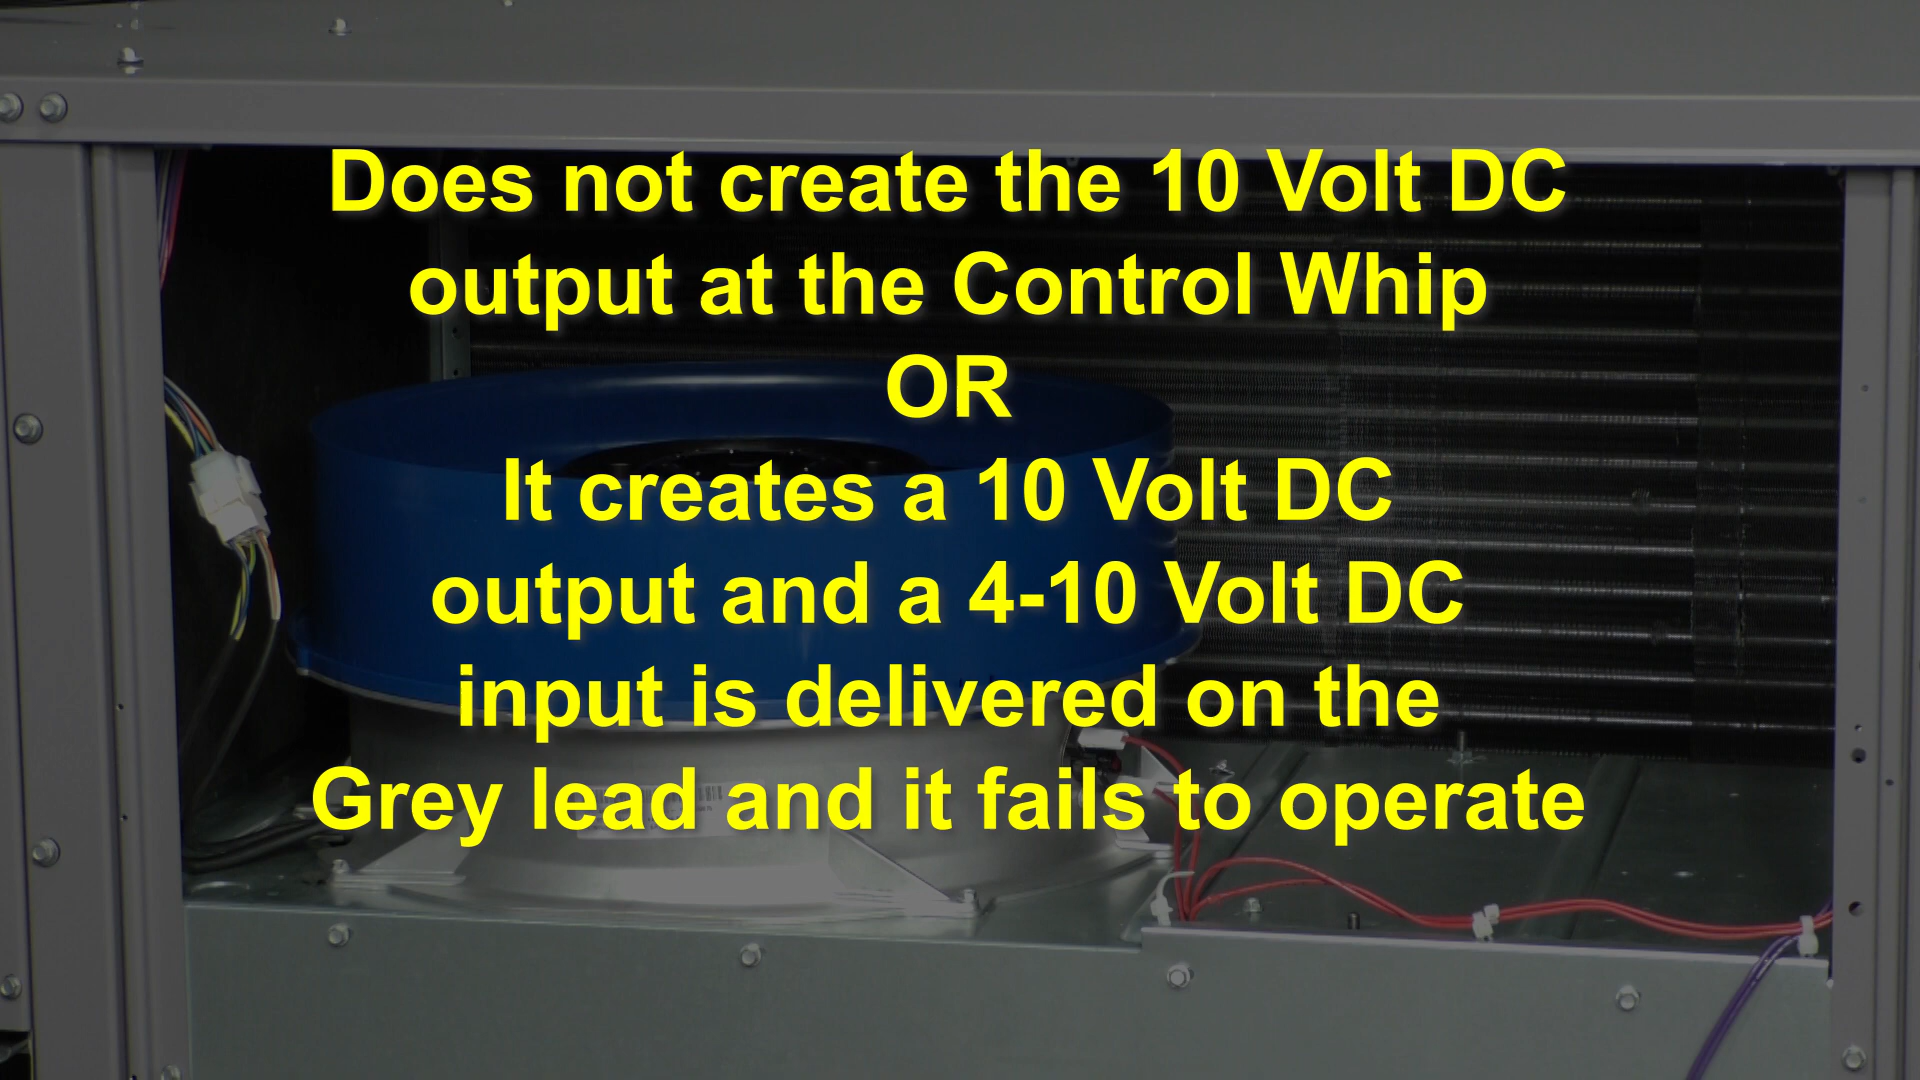 Does not create the 10 Volt DC
output at the Control Whip
OR
It creates a 10 Volt DC
output and a 4-10 Volt DC
input is delivered on the
Grey lead and it fails to operate